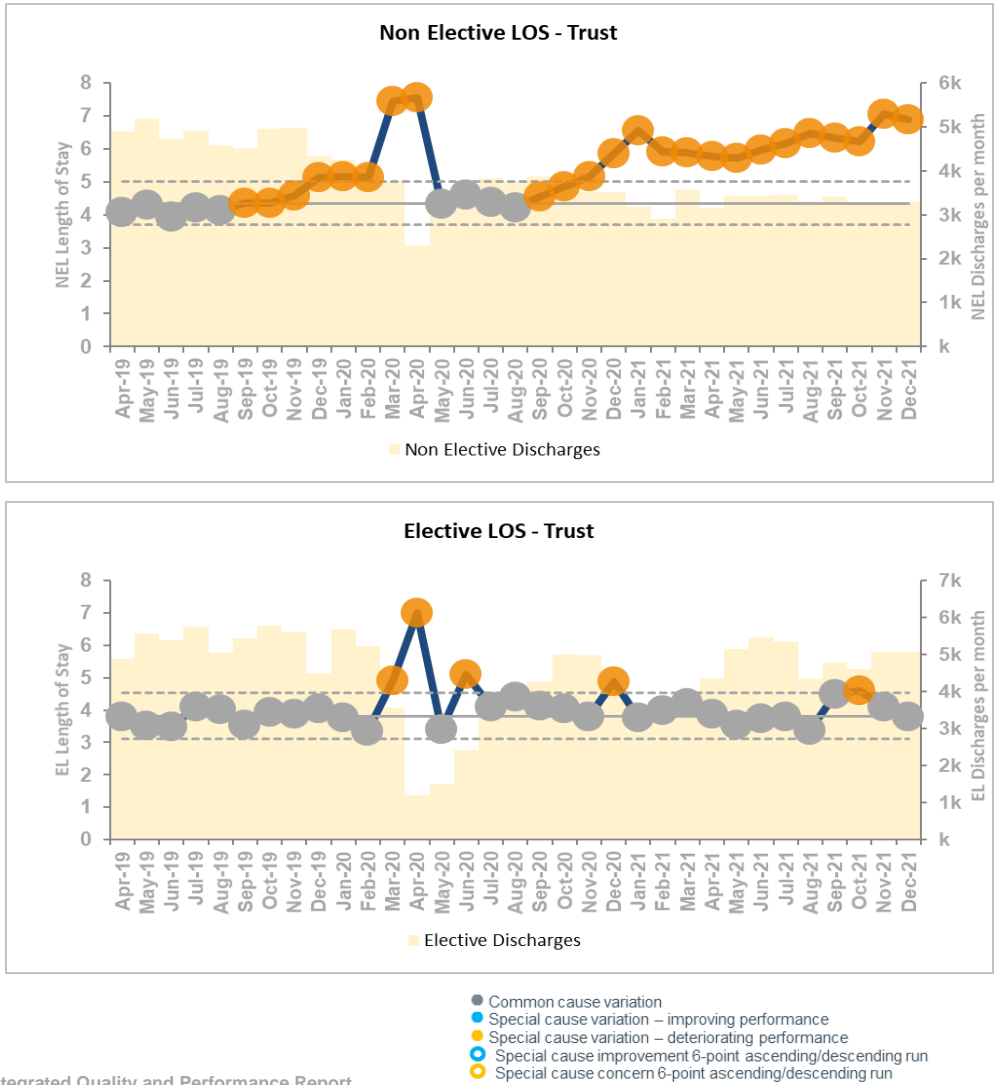 Non Elective LOS - Trust
NEL Length of Stay
8
7
6
5
4
3
2
1
0
6k
5k
4k
3k
2k
1k
k
NEL Discharges per month
Apr-19
May-19
Jun-19
Jul-19
Aug-19
Sep-19
Oct-19
Nov-19
Dec-19
Jan-20
Feb-20
Mar-20
Apr-20
May-20
Jun-20
Jul-20
Aug-20
Sep-20
Oct-20
Nov-20
Dec-20
Jan-21
Feb-21
Mar-21
Apr-21
May-21
Jun-21
Jul-21
Aug-21
Sep-21
Oct-21
Nov-21
Dec-21
Non Elective Discharges
Elective LOS - Trust
EL Length of Stay
8
7
6
5
4
3
2
1
0
7k
6k
5k
4k
3k
2k
1k
k
EL Discharges per month
Apr-19
May-19
Jun-19
Jul-19
Aug-19
Sep-19
Oct-19
Nov-19
Dec-19
Jan-20
Feb-20
Mar-20
Apr-20
May-20
Jun-20
Jul-20
Aug-20
Sep-20
Oct-20
Nov-20
Dec-20
Jan-21
Feb-21
Mar-21
Apr-21
May-21
Jun-21
Jul-21
Aug-21
Sep-21
Oct-21
Nov-21
Dec-21
Elective Discharges
Common cause variation
Special cause variation – improving performance
Special cause variation – deteriorating performance
Special cause improvement 6-point ascending/descending run
Special cause concern 6-point ascending/descending run
tegrated Quality and Performance Report